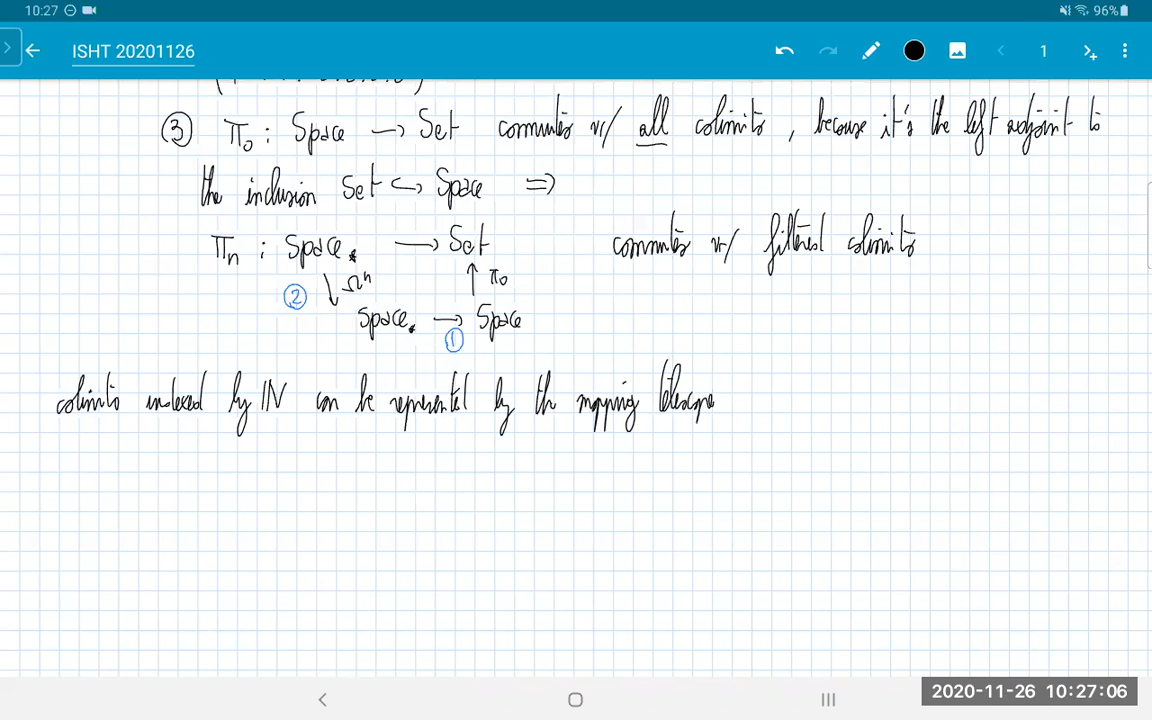 10:27
96%
ISHT 20201126
1
③ π₀ : Space → Set commutes w/ all colimits, because it's the left adjoint to
the inclusion Set ↪ Space ⇒
πₙ : Space* → Set commutes w/ filtered colimits
② ↓ Ωⁿ ↑ π₀
Space* → Space
①
colimits indexed by ℕ can be represented by the mapping telescope
2020-11-26 10:27:06